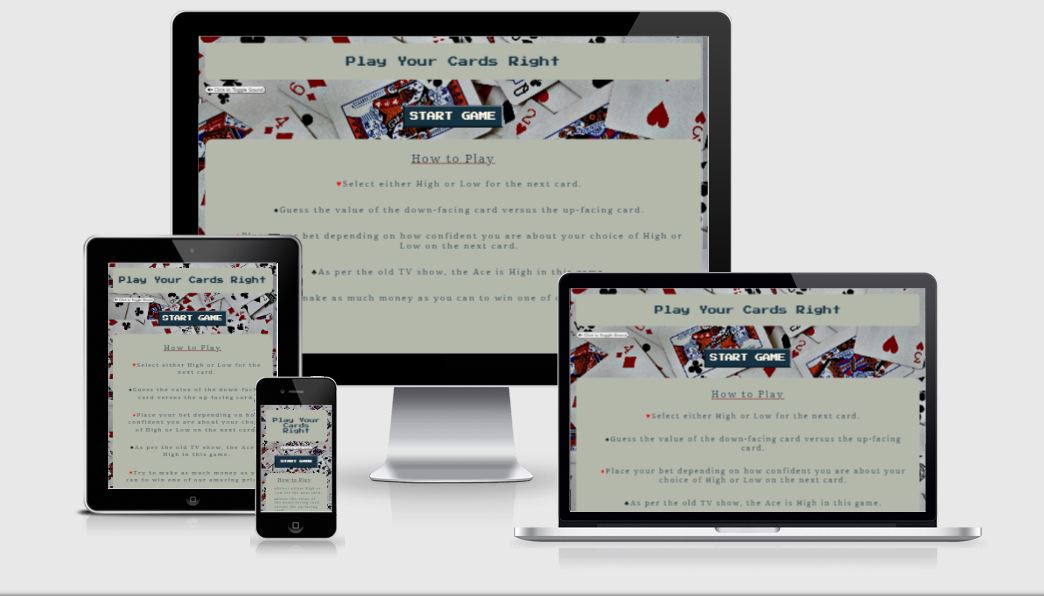 Play Your Cards Right
Click to Toggle Sound
START GAME
How to Play
♥Select either High or Low for the next card.
♠Guess the value of the down-facing card versus the up-facing card.
bet depending on how confident you are about your choice of High or
Low on the next card.
♣As per the old TV show, the Ace is High in this game.
make as much money as you can to win one of
Play Your Cards Right
Click to Toggle Sound
START GAME
How to Play
♥Select either High or Low for the
next card.
♠Guess the value of the down-facing
card versus the up-facing card.
♦Place your bet depending on how
confident you are about your
of High or Low on the next card.
♣As per the old TV show, the Ace is
High in this game.
♥Try to make as much money as you
can to win one of our amazing
Play Your
Cards
Right
START GAME
How to Play
Select either High or
Low for the next card.
Play Your Cards Right
Click to Toggle Sound
START GAME
How to Play
♥Select either High or Low for the next card.
♠Guess the value of the down-facing card versus the up-facing
card.
♦Place your bet depending on how confident you are about your
choice of High or Low on the next card.
♣As per the old TV show, the Ace is High in this game.